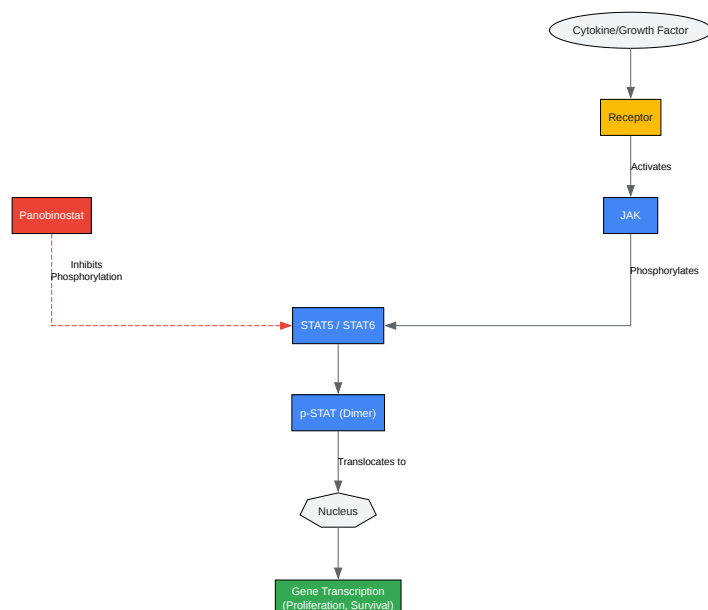 Cytokine/Growth Factor
Receptor
Activates
Panobinostat
JAK
Inhibits
Phosphorylation
Phosphorylates
STAT5 / STAT6
p-STAT (Dimer)
Translocates to
Nucleus
Gene Transcription
(Proliferation, Survival)